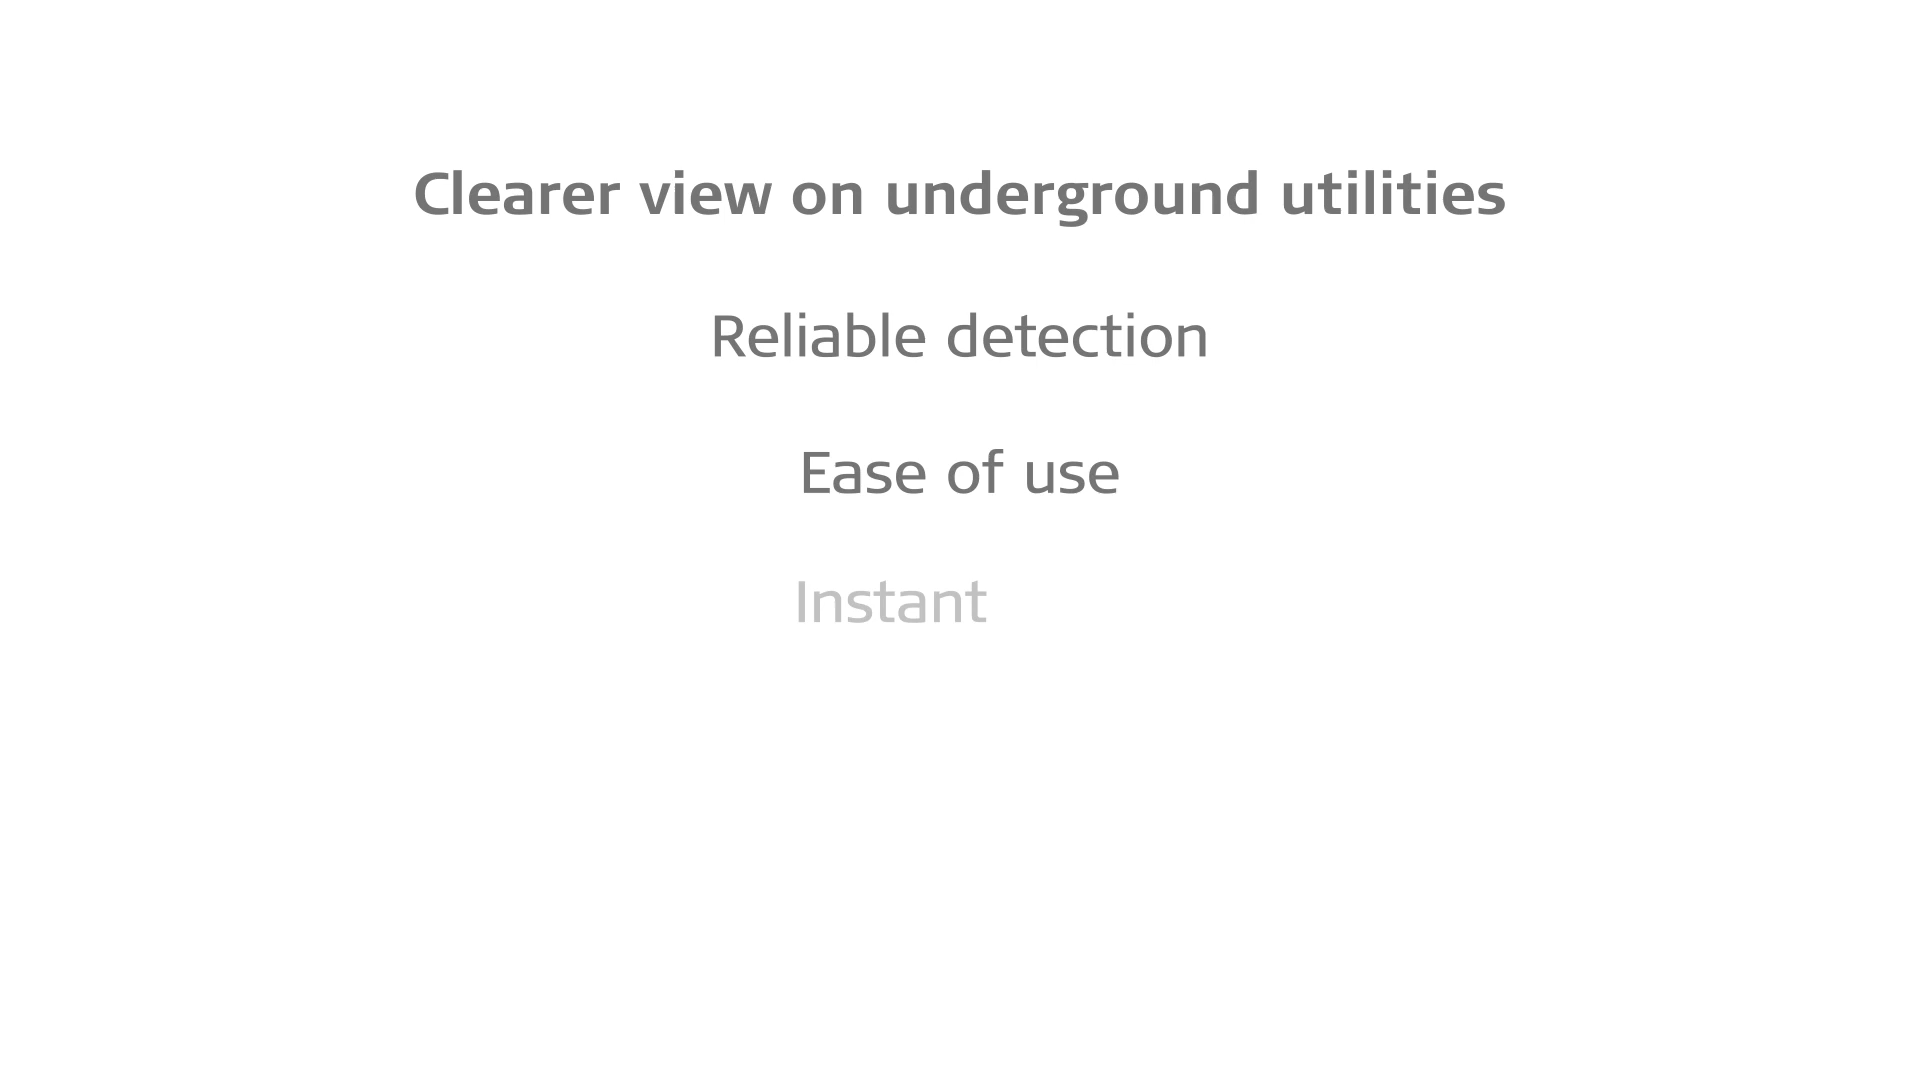 Clearer view on underground utilities
Reliable detection
Ease of use
Instant